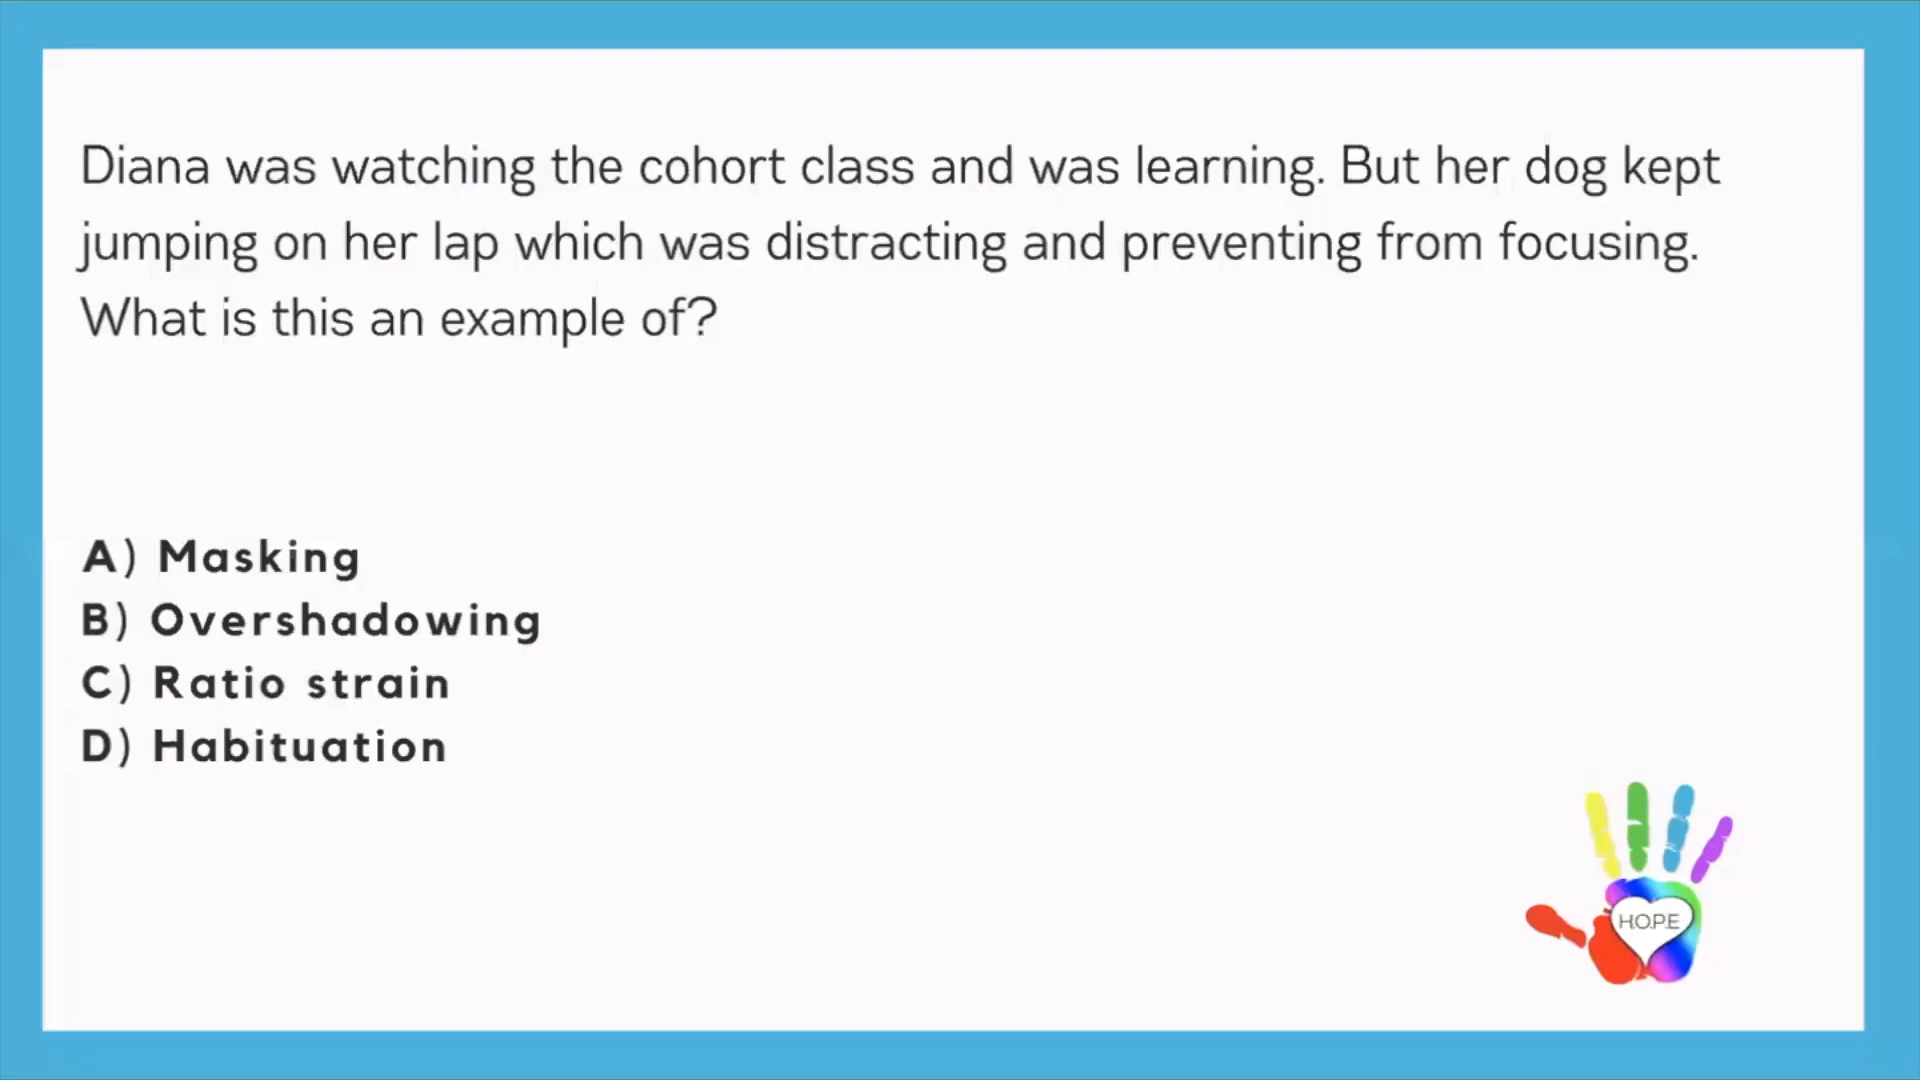 Diana was watching the cohort class and was learning. But her dog kept
jumping on her lap which was distracting and preventing from focusing.
What is this an example of?
A) Masking
B) Overshadowing
C) Ratio strain
D) Habituation
H.O.P.E